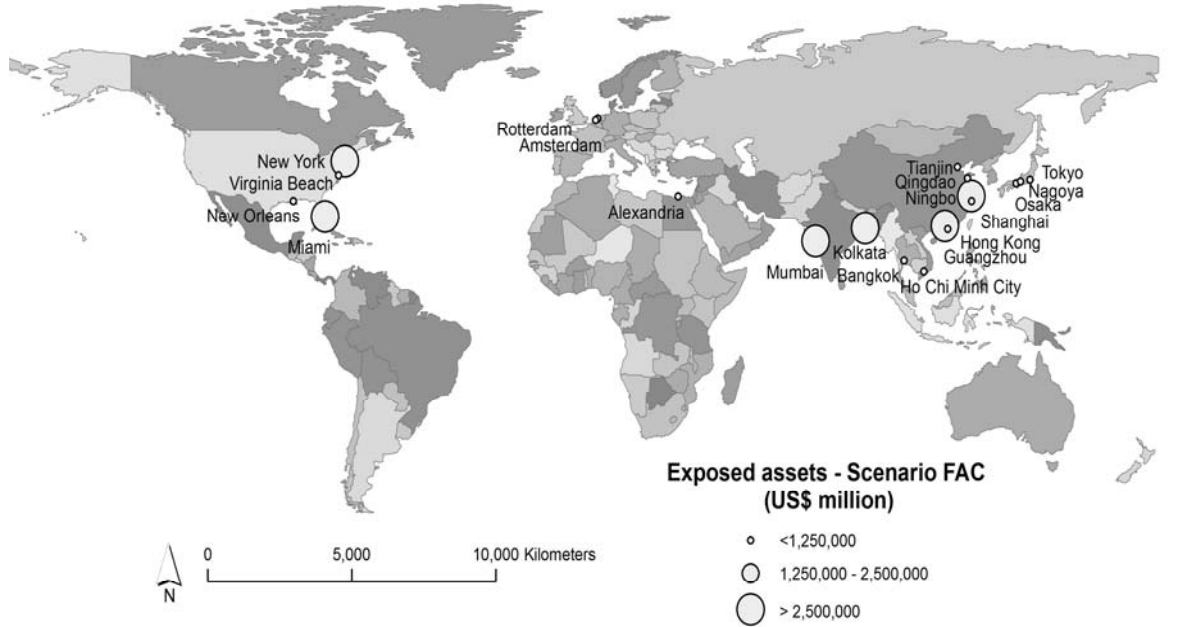 New York
Virginia Beach
New Orleans
Miami
Rotterdam
Amsterdam
Alexandria
Mumbai
Kolkata
Bangkok
Ho Chi Minh City
Tianjin
Qingdao
Ningbo
Tokyo
Nagoya
Osaka
Shanghai
Hong Kong
Guangzhou
Exposed assets - Scenario FAC
(US$ million)
<1,250,000
1,250,000 - 2,500,000
> 2,500,000
0 5,000 10,000 Kilometers
N